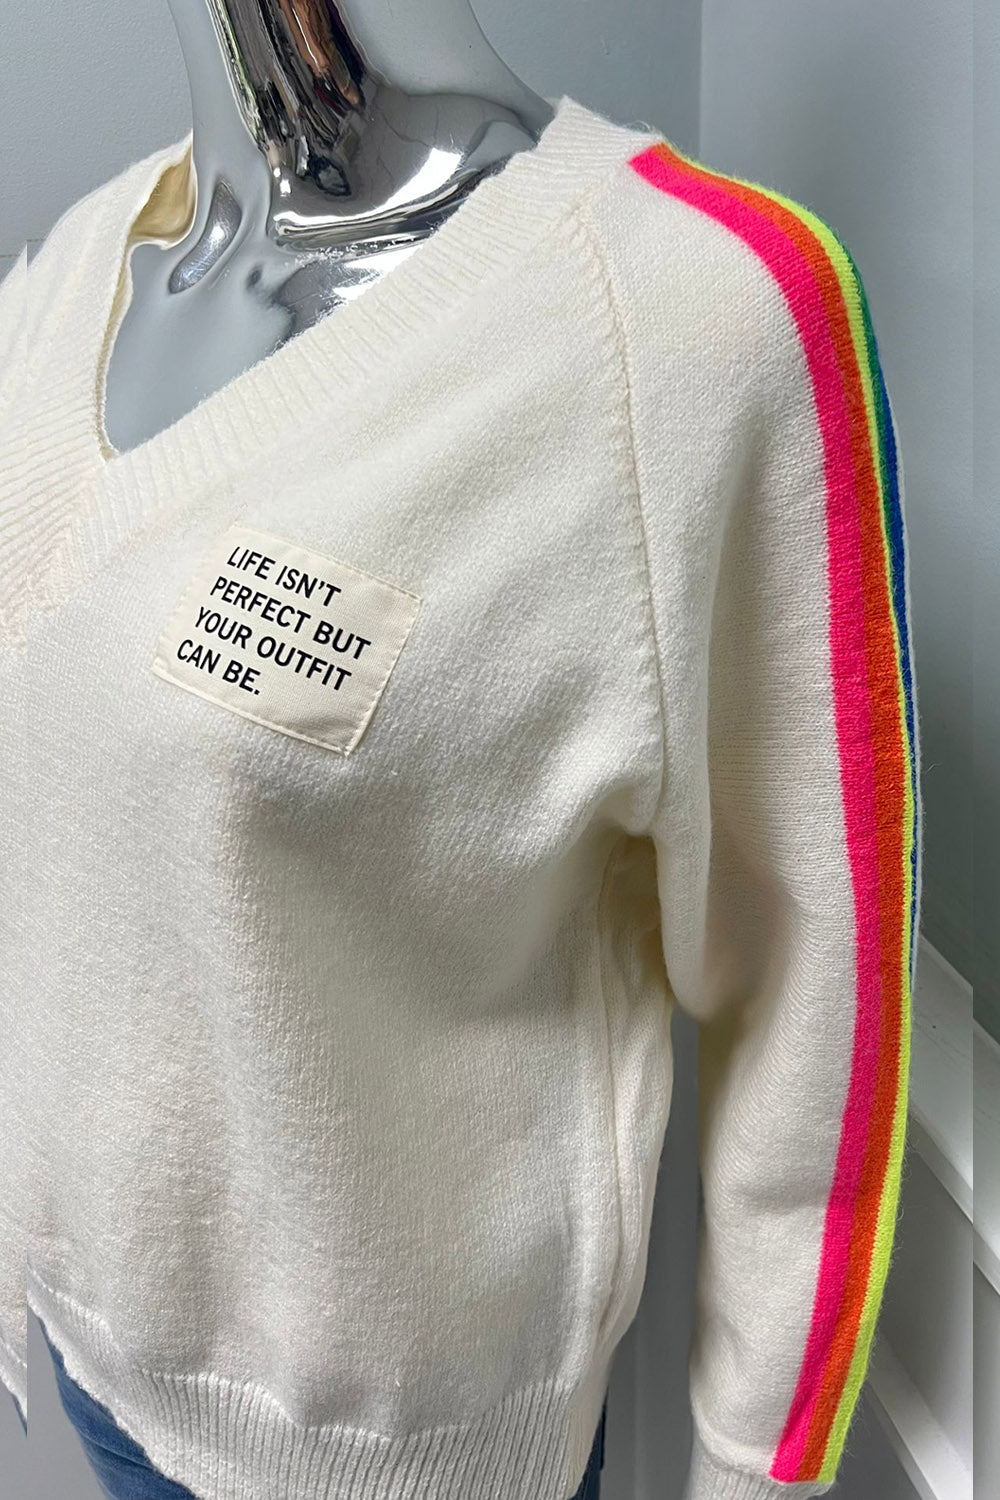 LIFE ISN'T
PERFECT BUT
YOUR OUTFIT
CAN BE.